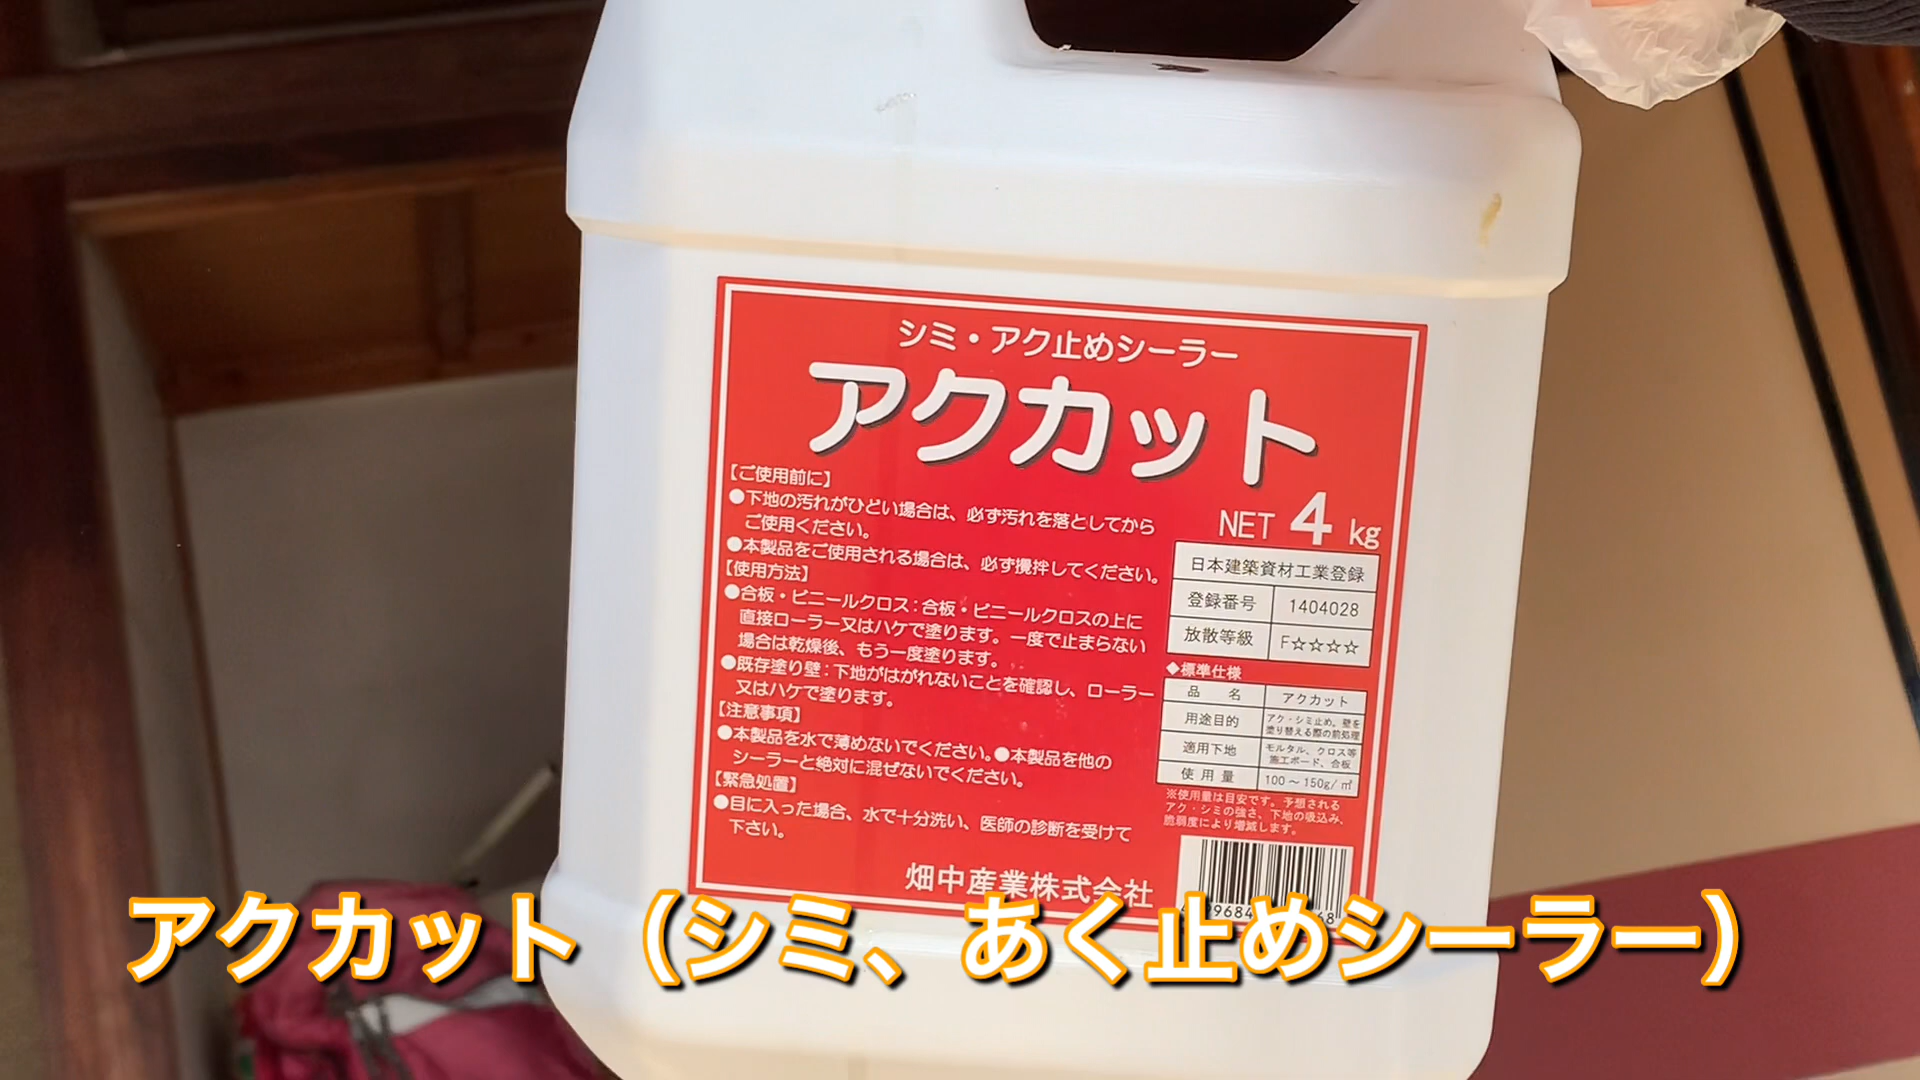 シミ・アク止めシーラー
アクカット
NET 4 kg
【ご使用前に】
●下地の汚れがひどい場合は、必ず汚れを落としてから
ご使用ください。
●本製品をご使用される場合は、必ず攪拌してください。
【使用方法】
●合板・ビニールクロス:合板・ビニールクロスの上に
直接ローラー又はハケで塗ります。一度で止まらない
場合は乾燥後、もう一度塗ります。
●既存塗り壁:下地がはがれないことを確認し、ローラー
又はハケで塗ります。
【注意事項】
●本製品を水で薄めないでください。●本製品を他の
シーラーと絶対に混ぜないでください。
【緊急処置】
●目に入った場合、水で十分洗い、医師の診断を受けて
下さい。
日本建築資材工業登録
登録番号 1404028
放散等級 F☆☆☆☆
◆標準仕様
品名 アクカット
用途目的 アク・シミ止め。壁を
塗り替える際の前処理
適用下地 モルタル、クロス等
施工ボード、合板
使用量 100~150g/㎡
※使用量は目安です。予想される
アク・シミの強さ、下地の吸込み、
脆弱度により増減します。
畑中産業株式会社
アクカット(シミ、あく止めシーラー)